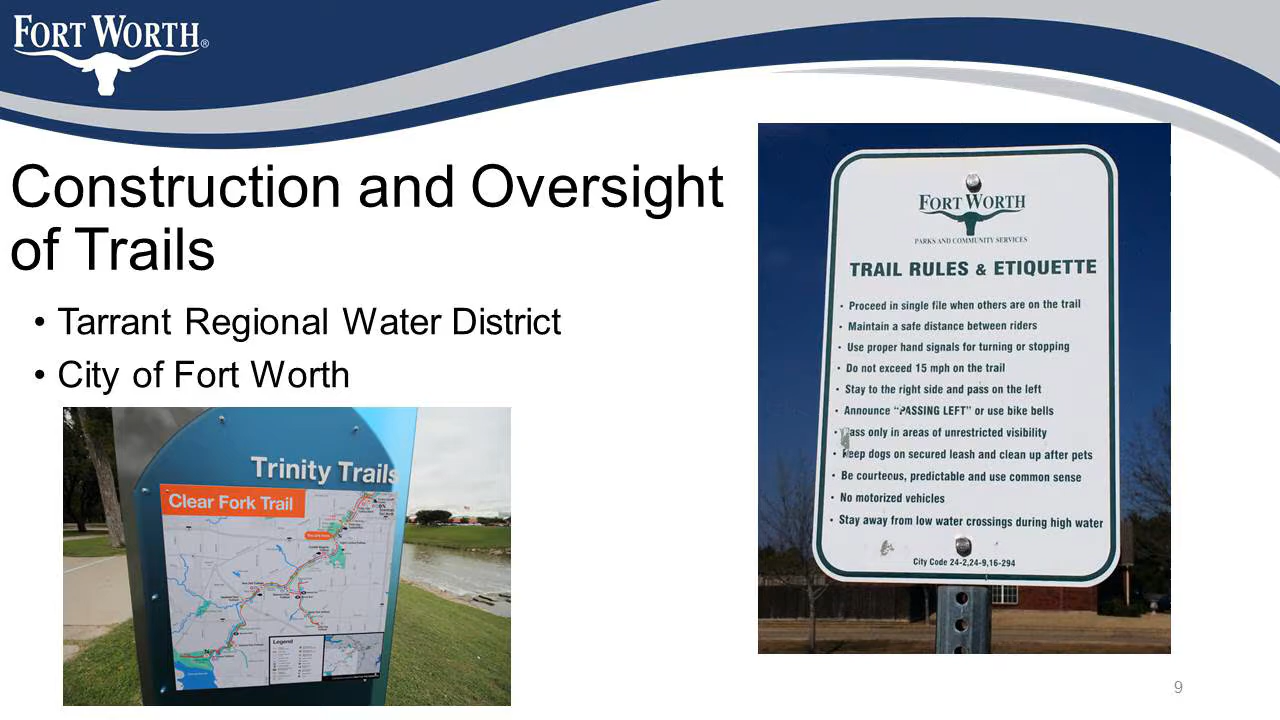 FORT WORTH®
Construction and Oversight
of Trails
• Tarrant Regional Water District
• City of Fort Worth
Trinity Trails
Clear Fork Trail
Legend
FORT WORTH
PARKS AND COMMUNITY SERVICES
TRAIL RULES & ETIQUETTE
• Proceed in single file when others are on the trail
• Maintain a safe distance between riders
• Use proper hand signals for turning or stopping
• Do not exceed 15 mph on the trail
• Stay to the right side and pass on the left
• Announce “PASSING LEFT” or use bike bells
• Pass only in areas of unrestricted visibility
• Keep dogs on secured leash and clean up after pets
• Be courteous, predictable and use common sense
• No motorized vehicles
• Stay away from low water crossings during high water
City Code 24-2,24-9,16-294
9